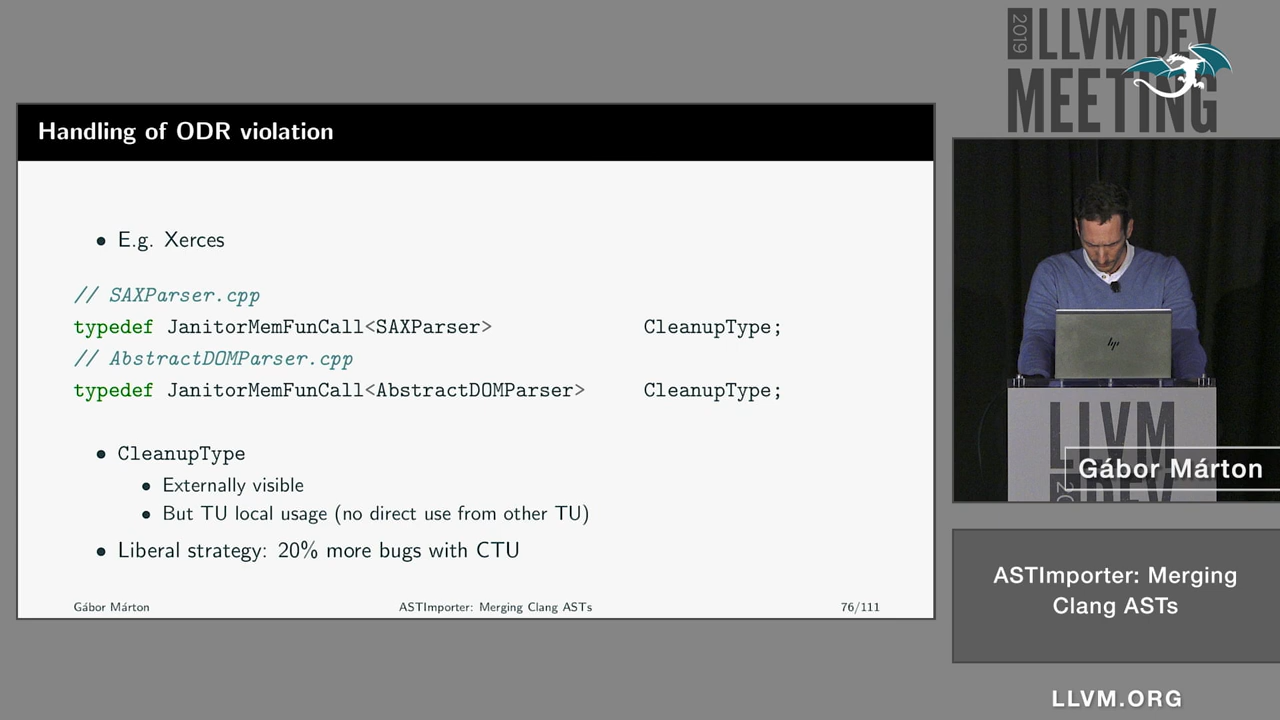 Handling of ODR violation
• E.g. Xerces
// SAXParser.cpp
typedef JanitorMemFunCall<SAXParser> CleanupType;
// AbstractDOMParser.cpp
typedef JanitorMemFunCall<AbstractDOMParser> CleanupType;
• CleanupType
• Externally visible
• But TU local usage (no direct use from other TU)
• Liberal strategy: 20% more bugs with CTU
Gábor Márton ASTImporter: Merging Clang ASTs 76/111
2019 LLVM DEV
MEETING
hp
LLVM
Gábor Márton
ASTImporter: Merging
Clang ASTs
LLVM.ORG